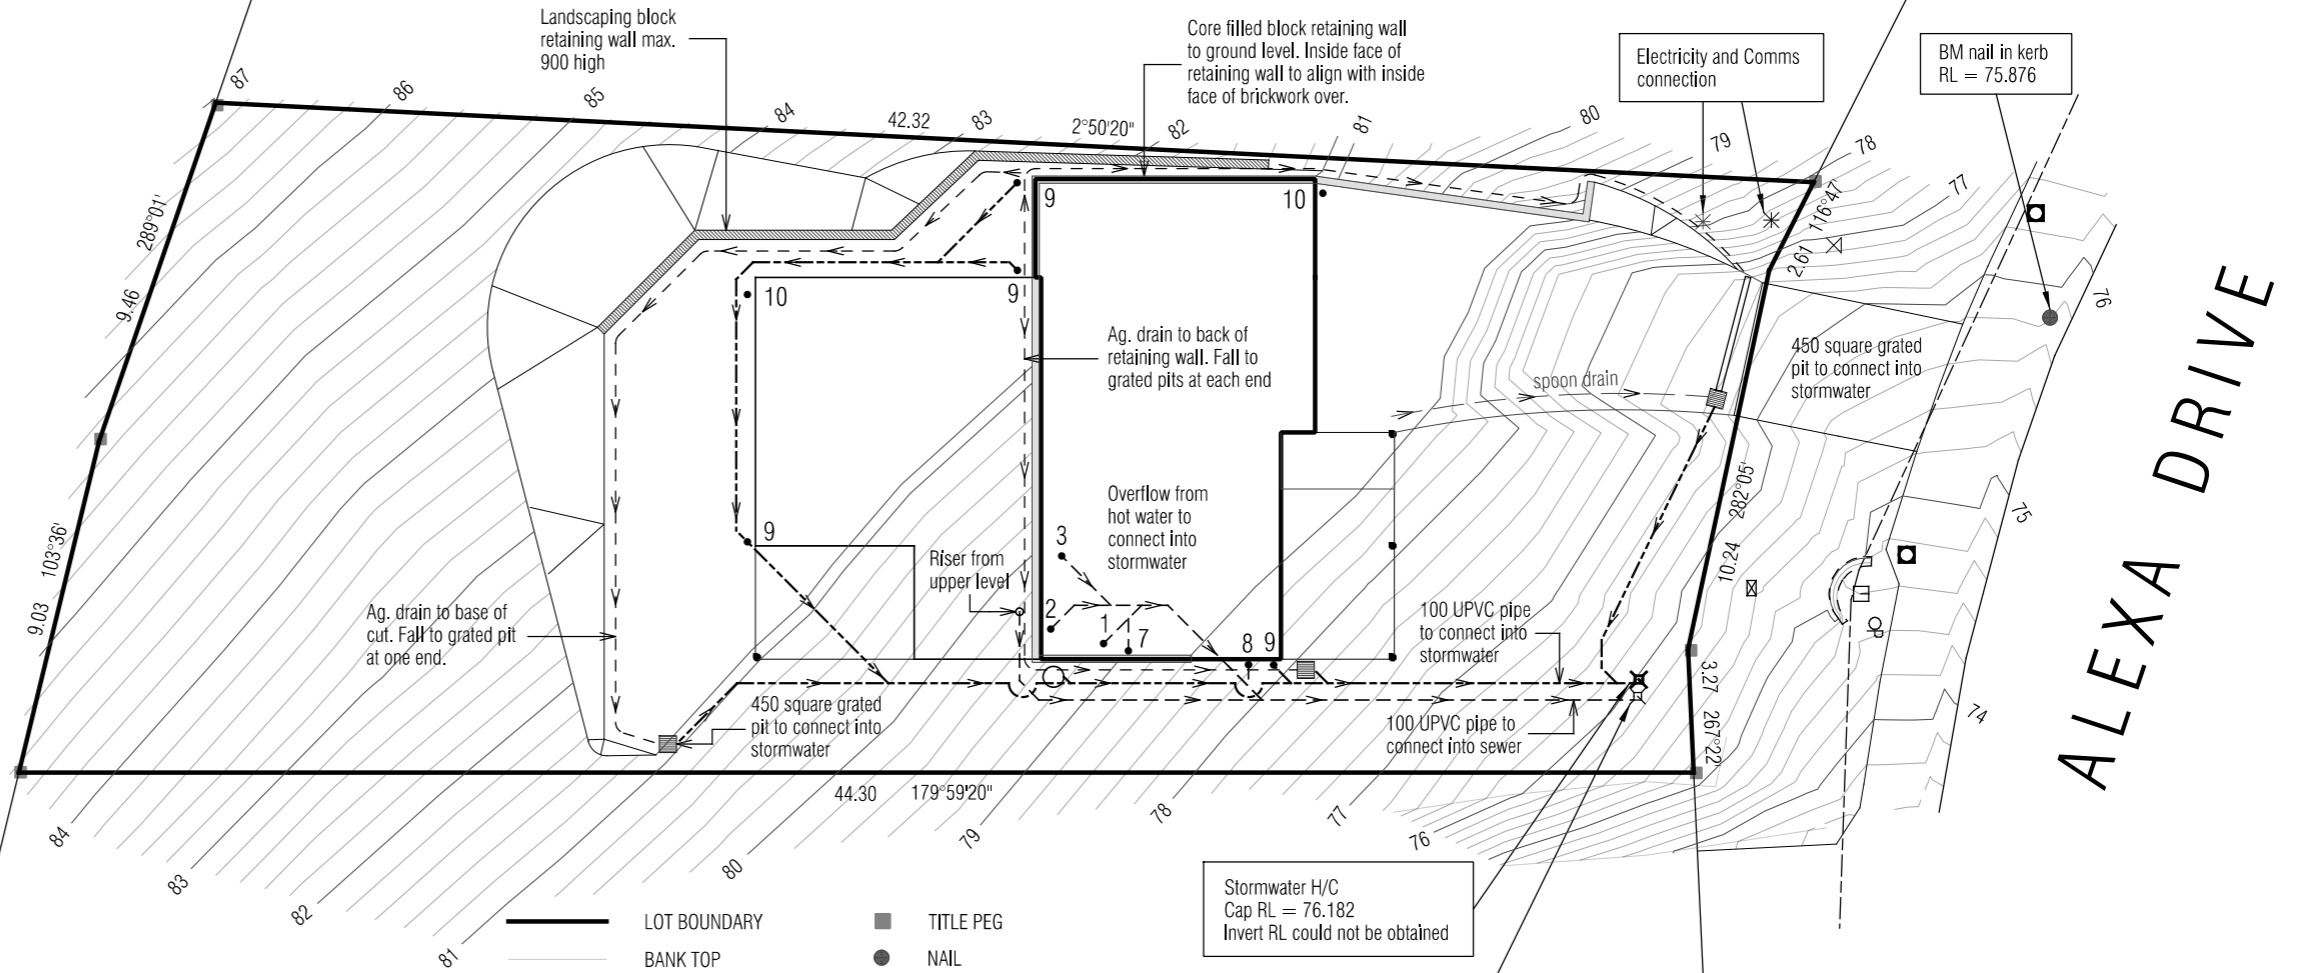 Landscaping block
retaining wall max.
900 high
Core filled block retaining wall
to ground level. Inside face of
retaining wall to align with inside
face of brickwork over.
Electricity and Comms
connection
BM nail in kerb
RL = 75.876
87
86
85
84
42.32
83
2°50'20"
82
81
80
79
78
77
76
289°01'
9.46
103°36'
9.03
116°47'
2.61
9
10
10
9
Ag. drain to back of
retaining wall. Fall to
grated pits at each end
450 square grated
pit to connect into
stormwater
spoon drain
ALEXA DRIVE
282°05'
10.24
75
74
9
3
Overflow from
hot water to
connect into
stormwater
Riser from
upper level
2
1
7
8
9
Ag. drain to base of
cut. Fall to grated pit
at one end.
100 UPVC pipe
to connect into
stormwater
3.27
267°22'
450 square grated
pit to connect into
stormwater
100 UPVC pipe to
connect into sewer
44.30
179°59'20"
84
83
82
81
80
79
78
77
76
Stormwater H/C
Cap RL = 76.182
Invert RL could not be obtained
LOT BOUNDARY
TITLE PEG
BANK TOP
NAIL